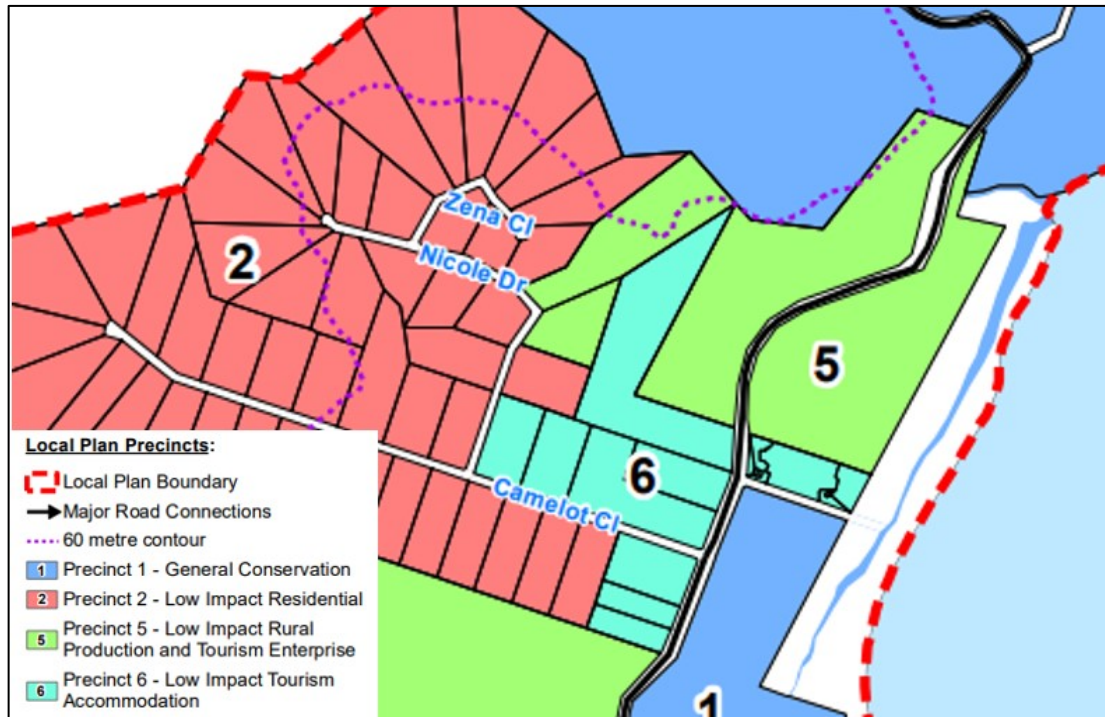 Zena Cl
2
Nicole Dr
5
6
Camelot Cl
1
Local Plan Precincts:
Local Plan Boundary
Major Road Connections
60 metre contour
1 Precinct 1 - General Conservation
2 Precinct 2 - Low Impact Residential
5 Precinct 5 - Low Impact Rural
Production and Tourism Enterprise
6 Precinct 6 - Low Impact Tourism
Accommodation